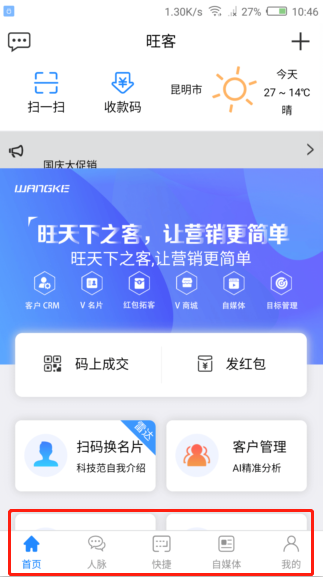 1.30K/s 27% 10:46
旺客
扫一扫 收款码 昆明市 今天
27 ~ 14℃
晴
国庆大促销
WANGKE
旺天下之客，让营销更简单
旺天下之客,让营销更简单
客户 CRM V 名片 红包拓客 V 商城 自媒体 目标管理
码上成交 发红包
雷达
扫码换名片 客户管理
科技范自我介绍 AI精准分析
首页 人脉 快捷 自媒体 我的